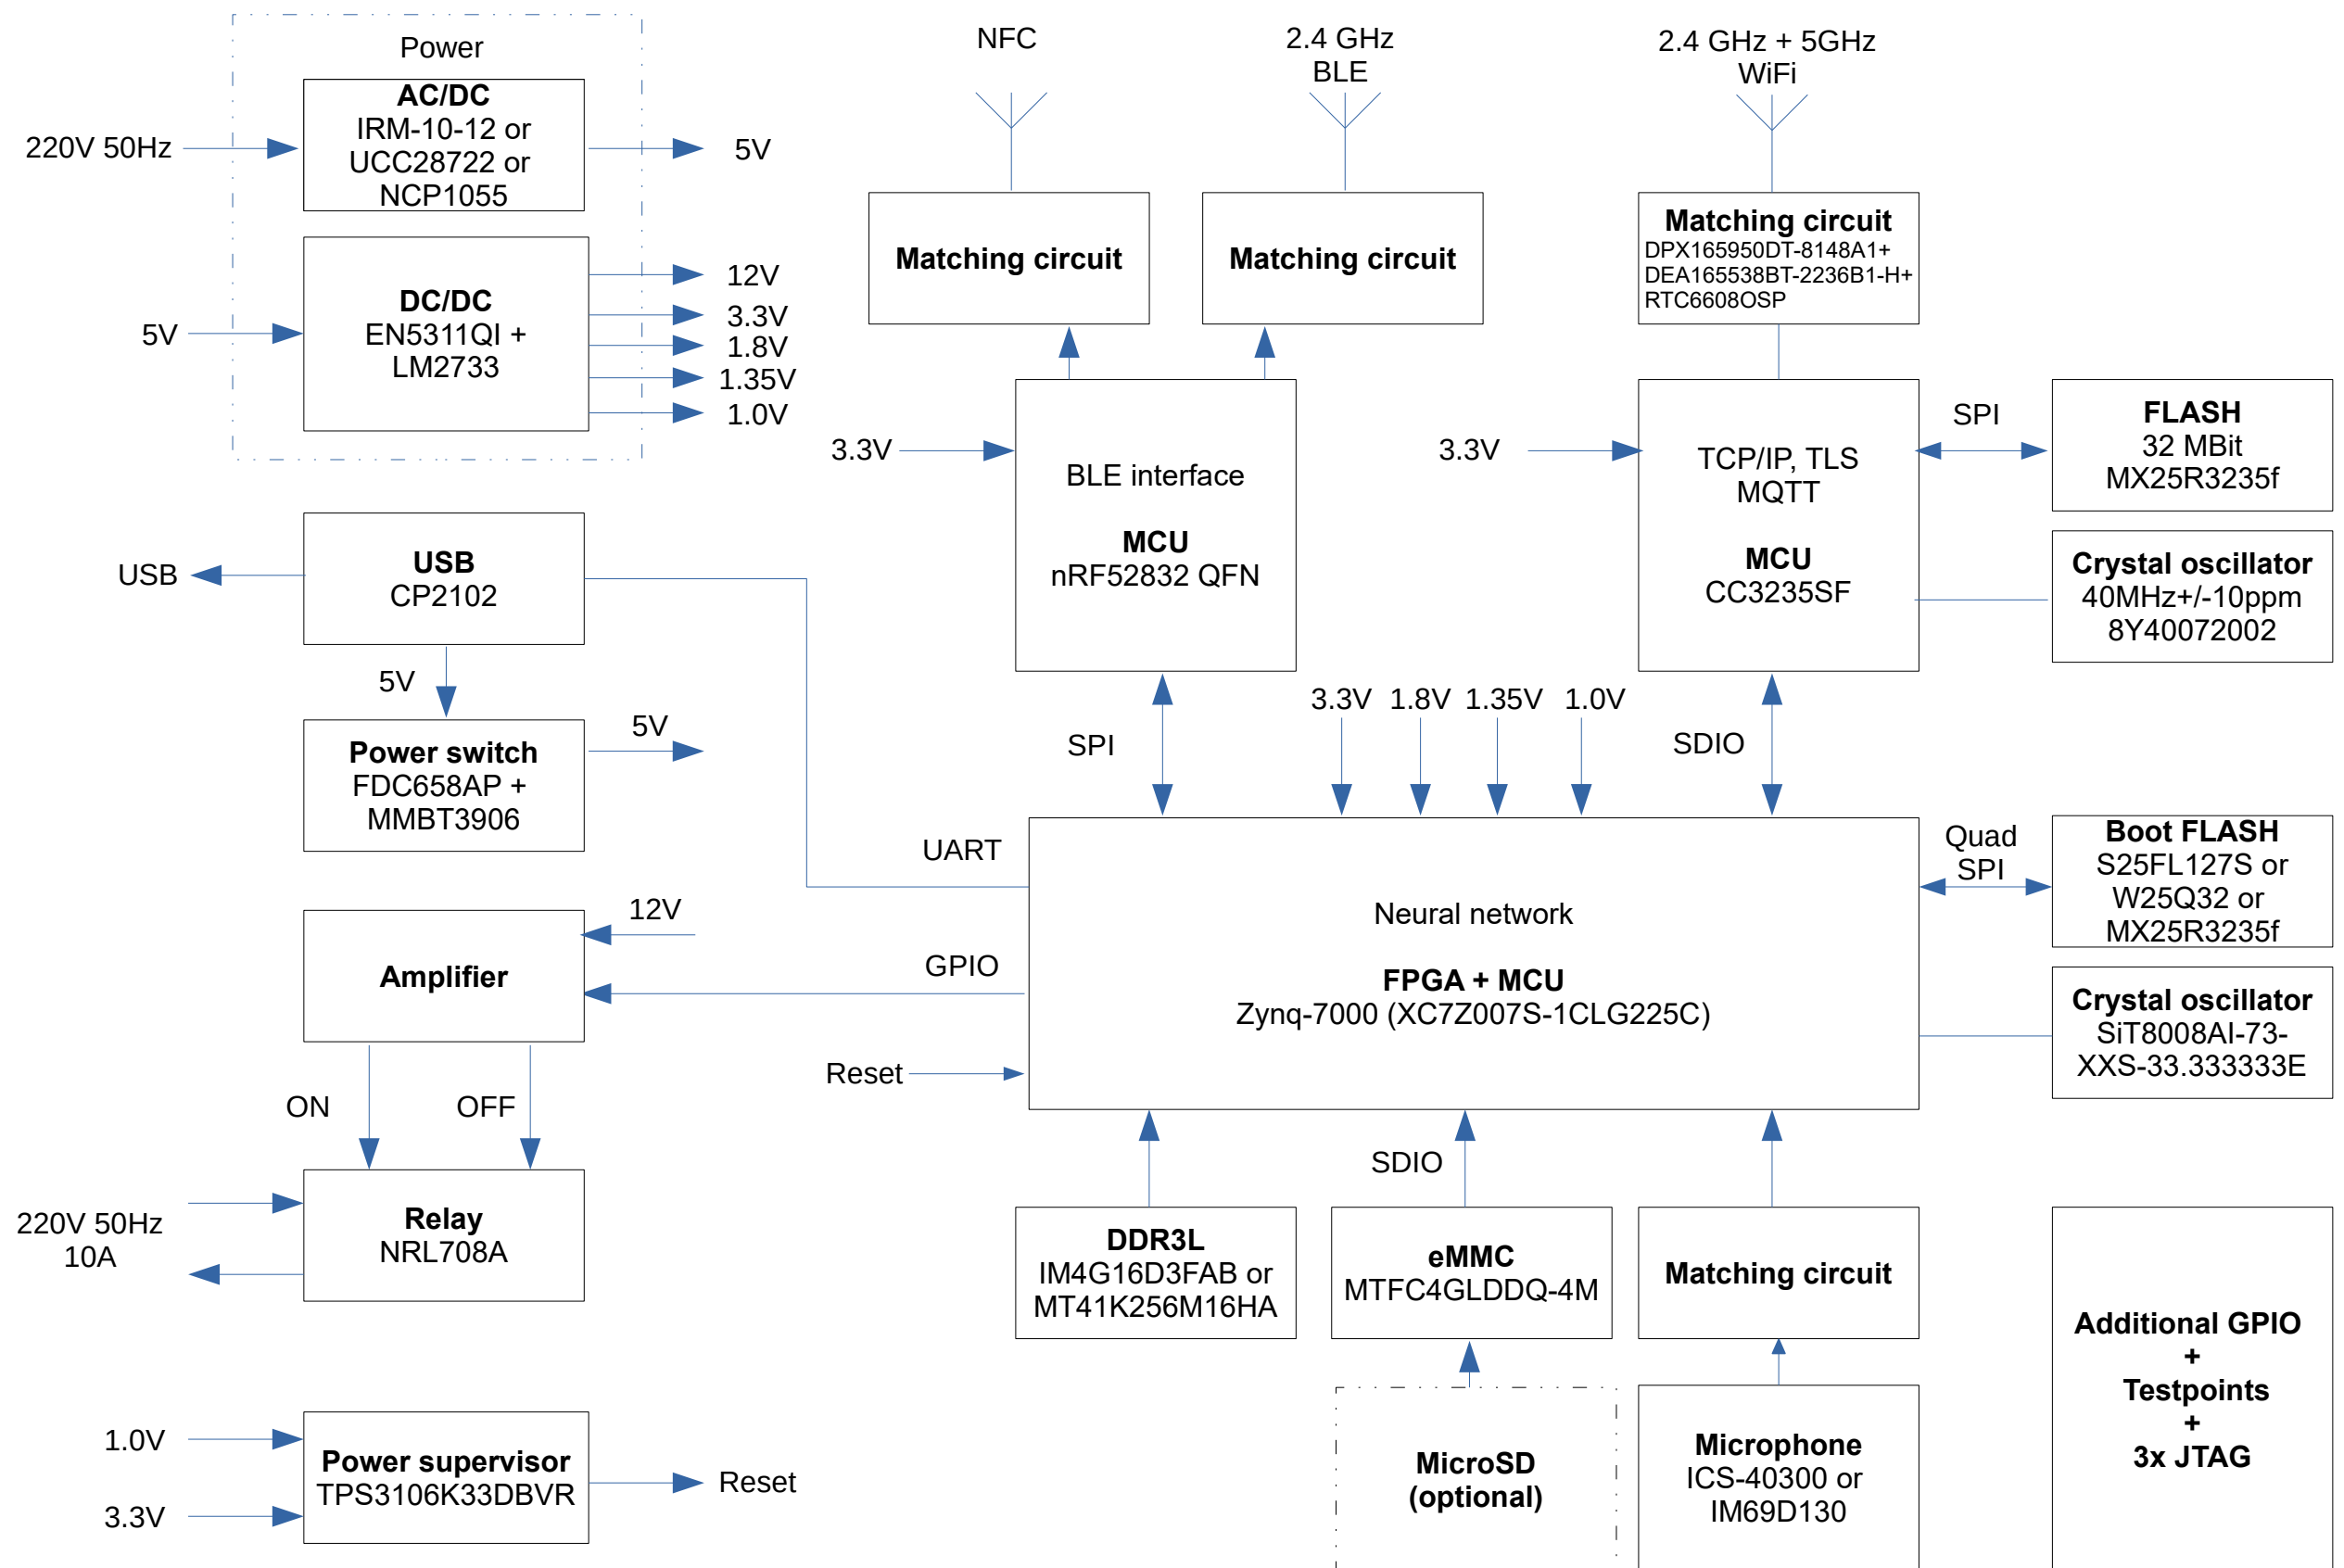 Power
AC/DC
IRM-10-12 or
UCC28722 or
NCP1055
220V 50Hz
5V
DC/DC
EN5311QI +
LM2733
5V
12V
3.3V
1.8V
1.35V
1.0V
USB
CP2102
USB
5V
Power switch
FDC658AP +
MMBT3906
5V
Amplifier
12V
GPIO
UART
ON
OFF
Relay
NRL708A
220V 50Hz
10A
Power supervisor
TPS3106K33DBVR
1.0V
3.3V
Reset
NFC
2.4 GHz
BLE
2.4 GHz + 5GHz
WiFi
Matching circuit
Matching circuit
Matching circuit
DPX165950DT-8148A1+
DEA165538BT-2236B1-H+
RTC6608OSP
3.3V
BLE interface
MCU
nRF52832 QFN
3.3V
TCP/IP, TLS
MQTT
MCU
CC3235SF
SPI
FLASH
32 MBit
MX25R3235f
Crystal oscillator
40MHz+/-10ppm
8Y40072002
SPI
3.3V
1.8V
1.35V
1.0V
SDIO
Neural network
FPGA + MCU
Zynq-7000 (XC7Z007S-1CLG225C)
Reset
Quad
SPI
Boot FLASH
S25FL127S or
W25Q32 or
MX25R3235f
Crystal oscillator
SiT8008AI-73-
XXS-33.333333E
SDIO
DDR3L
IM4G16D3FAB or
MT41K256M16HA
eMMC
MTFC4GLDDQ-4M
Matching circuit
MicroSD
(optional)
Microphone
ICS-40300 or
IM69D130
Additional GPIO
+
Testpoints
+
3x JTAG